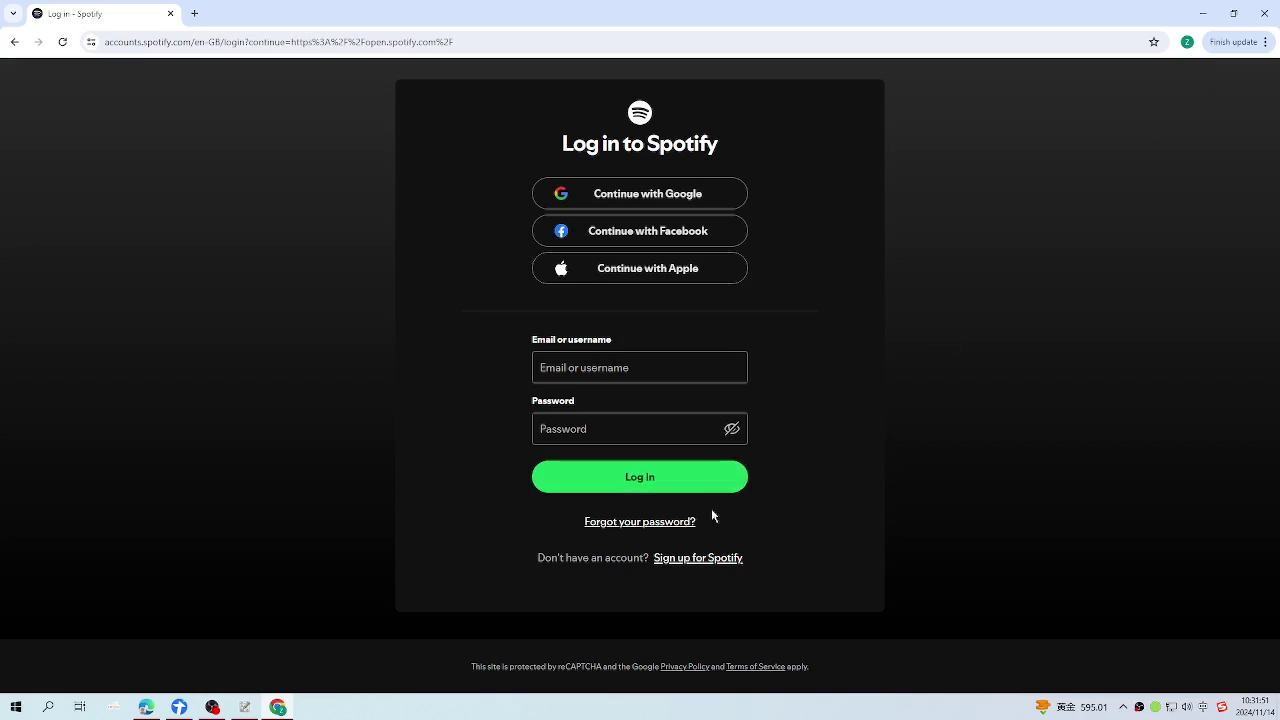 Log in - Spotify
accounts.spotify.com/en-GB/login?continue=https%3A%2F%2Fopen.spotify.com%2F
Z
Finish update
Log in to Spotify
Continue with Google
Continue with Facebook
Continue with Apple
Email or username
Email or username
Password
Password
Log In
Forgot your password?
Don't have an account? Sign up for Spotify
This site is protected by reCAPTCHA and the Google Privacy Policy and Terms of Service apply.
英金 595.01
中
10:31:51
2024/11/14